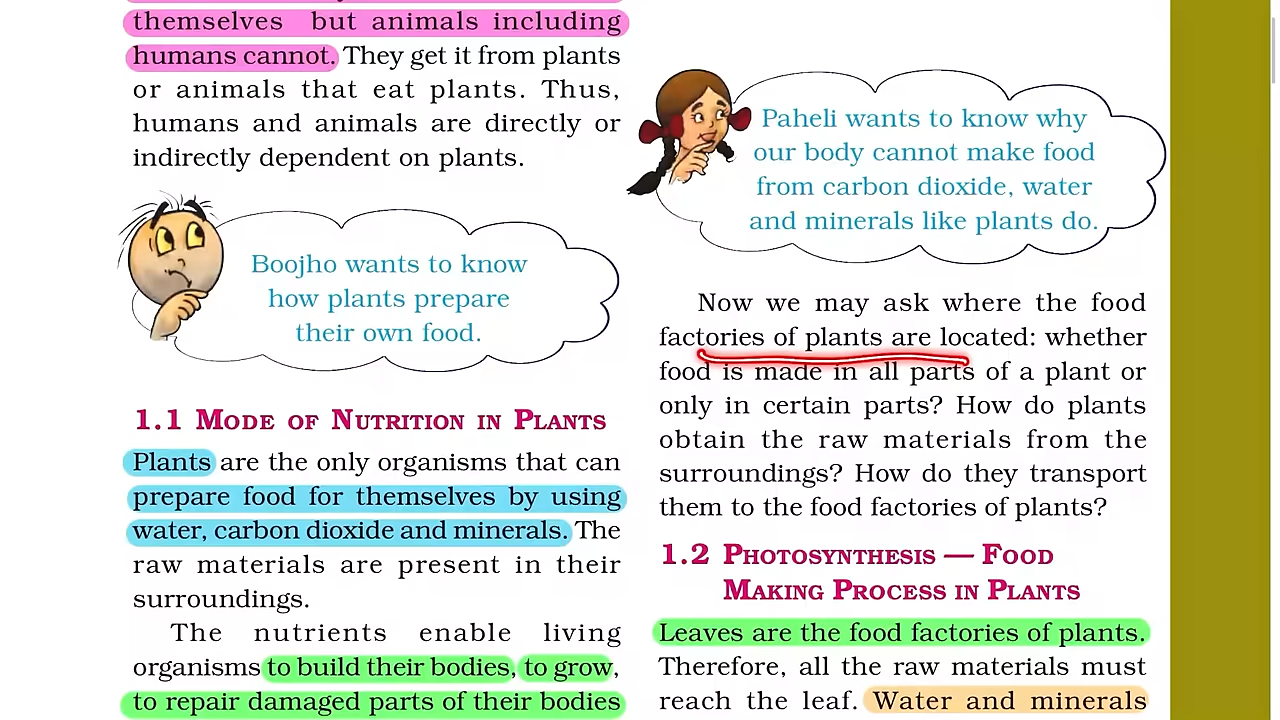 themselves but animals including
humans cannot. They get it from plants
or animals that eat plants. Thus,
humans and animals are directly or
indirectly dependent on plants.
Boojho wants to know
how plants prepare
their own food.
1.1 MODE OF NUTRITION IN PLANTS
Plants are the only organisms that can
prepare food for themselves by using
water, carbon dioxide and minerals. The
raw materials are present in their
surroundings.
The nutrients enable living
organisms to build their bodies, to grow,
to repair damaged parts of their bodies
Paheli wants to know why
our body cannot make food
from carbon dioxide, water
and minerals like plants do.
Now we may ask where the food
factories of plants are located: whether
food is made in all parts of a plant or
only in certain parts? How do plants
obtain the raw materials from the
surroundings? How do they transport
them to the food factories of plants?
1.2 PHOTOSYNTHESIS — FOOD
MAKING PROCESS IN PLANTS
Leaves are the food factories of plants.
Therefore, all the raw materials must
reach the leaf. Water and minerals